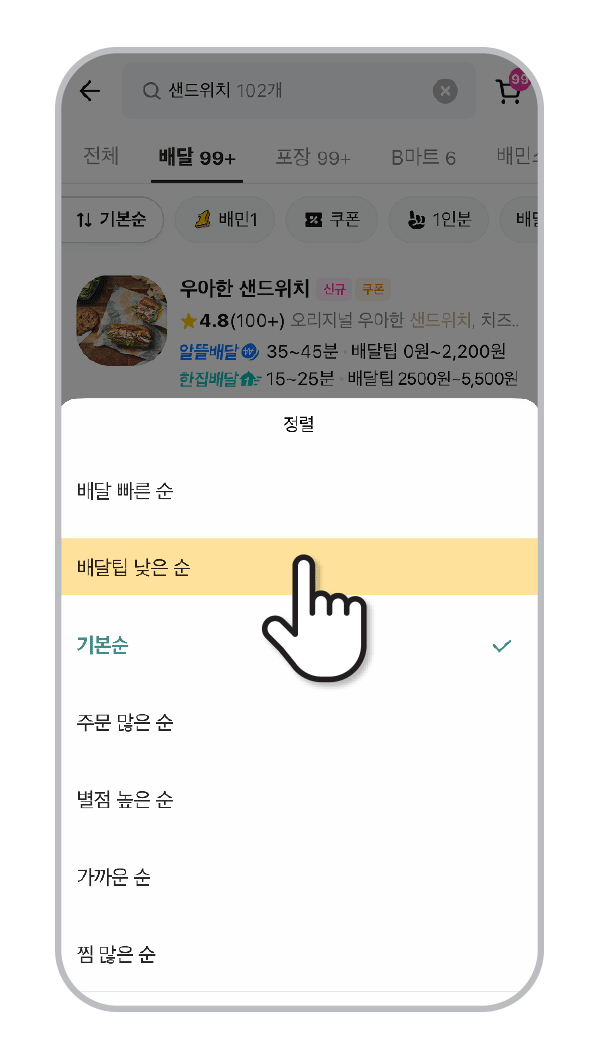 샌드위치 102개
99
전체 배달 99+ 포장 99+ B마트 6 배민
기본순 배민1 쿠폰 1인분
우아한 샌드위치 신규 쿠폰
4.8(100+) 오리지널 우아한 샌드위치, 치즈..
알뜰배달 35~45분 · 배달팁 0원~2,200원
한집배달 15~25분 · 배달팁 2500원~5,500원
정렬
배달 빠른 순
배달팁 낮은 순
기본순
주문 많은 순
별점 높은 순
가까운 순
찜 많은 순